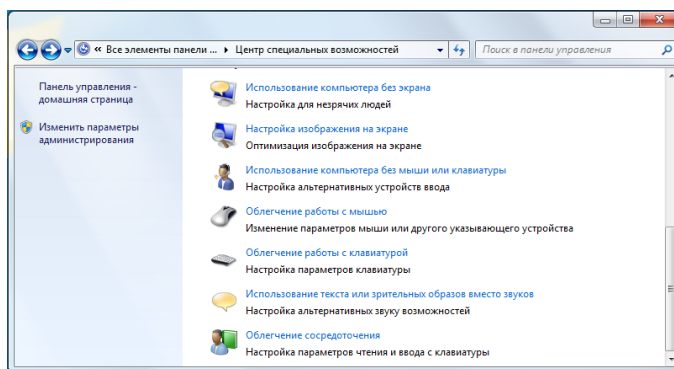 « Все элементы панели ... ▸ Центр специальных возможностей
Поиск в панели управления
Панель управления -
домашняя страница
Изменить параметры
администрирования
Использование компьютера без экрана
Настройка для незрячих людей
Настройка изображения на экране
Оптимизация изображения на экране
Использование компьютера без мыши или клавиатуры
Настройка альтернативных устройств ввода
Облегчение работы с мышью
Изменение параметров мыши или другого указывающего устройства
Облегчение работы с клавиатурой
Настройка параметров клавиатуры
Использование текста или зрительных образов вместо звуков
Настройка альтернативных звуку возможностей
Облегчение сосредоточения
Настройка параметров чтения и ввода с клавиатуры